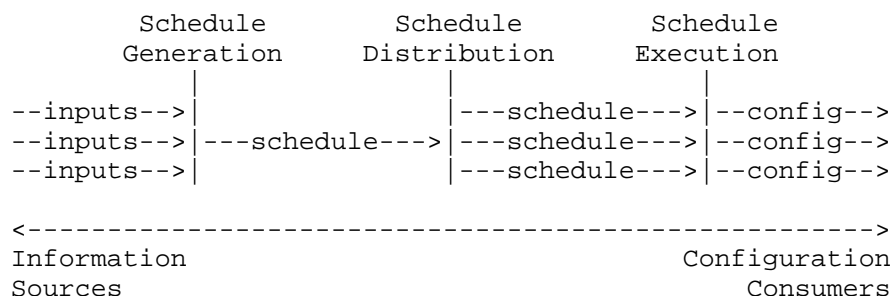 Schedule        Schedule       Schedule
       Generation     Distribution     Execution
           |               |               |
--inputs-->|               |---schedule--->|--config-->
--inputs-->|---schedule--->|---schedule--->|--config-->
--inputs-->|               |---schedule--->|--config-->

<----------------------------------------------------->
Information                               Configuration
Sources                                       Consumers